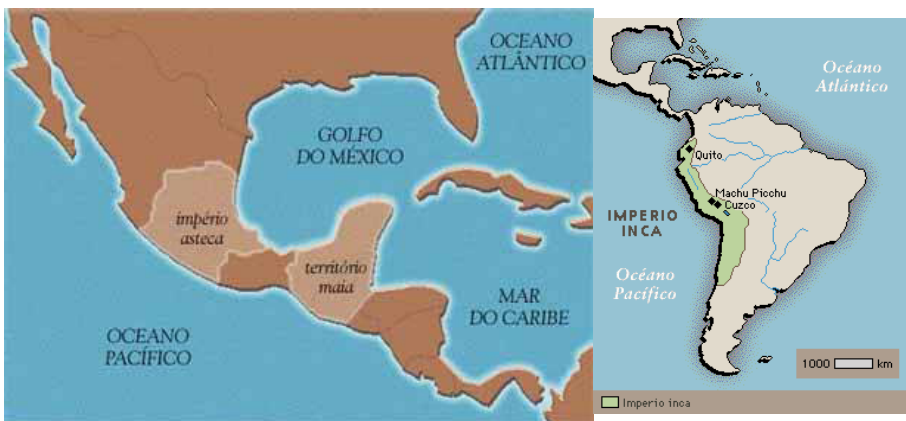 OCEANO
ATLÂNTICO
GOLFO
DO MÉXICO
império
asteca
território
maia
MAR
DO CARIBE
OCEANO
PACÍFICO
Océano
Atlántico
Quito
Machu Picchu
Cuzco
IMPERIO
INCA
Océano
Pacífico
1000 km
Imperio inca